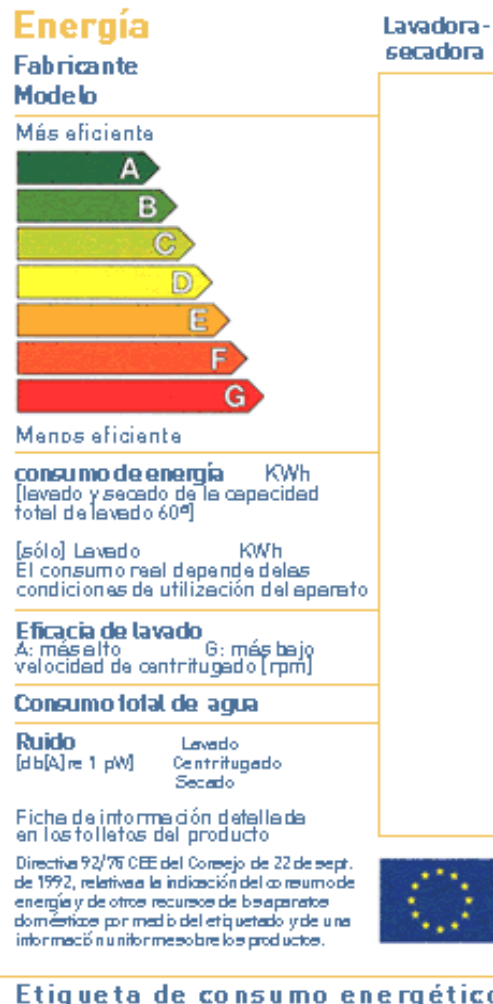 Energía
Lavadora-
secadora
Fabricante
Modelo
Más eficiente
A
B
C
D
E
F
G
Menos eficiente
consumo de energía KWh
[lavado y secado de la capacidad
total de lavado 60º]
[sólo] Lavado KWh
El consumo real depende de las
condiciones de utilización del aparato
Eficacia de lavado
A: más alto G: más bajo
velocidad de centrifugado [rpm]
Consumo total de agua
Ruido Lavado
[db[A] re 1 pW] Centrifugado
Secado
Ficha de información detallada
en los folletos del producto
Directiva 92/75 CEE del Consejo de 22 de sept.
de 1992, relativa a la indicación del consumo de
energía y de otros recursos de los aparatos
domésticos por medio del etiquetado y de una
información uniforme sobre los productos.
Etiqueta de consumo energético